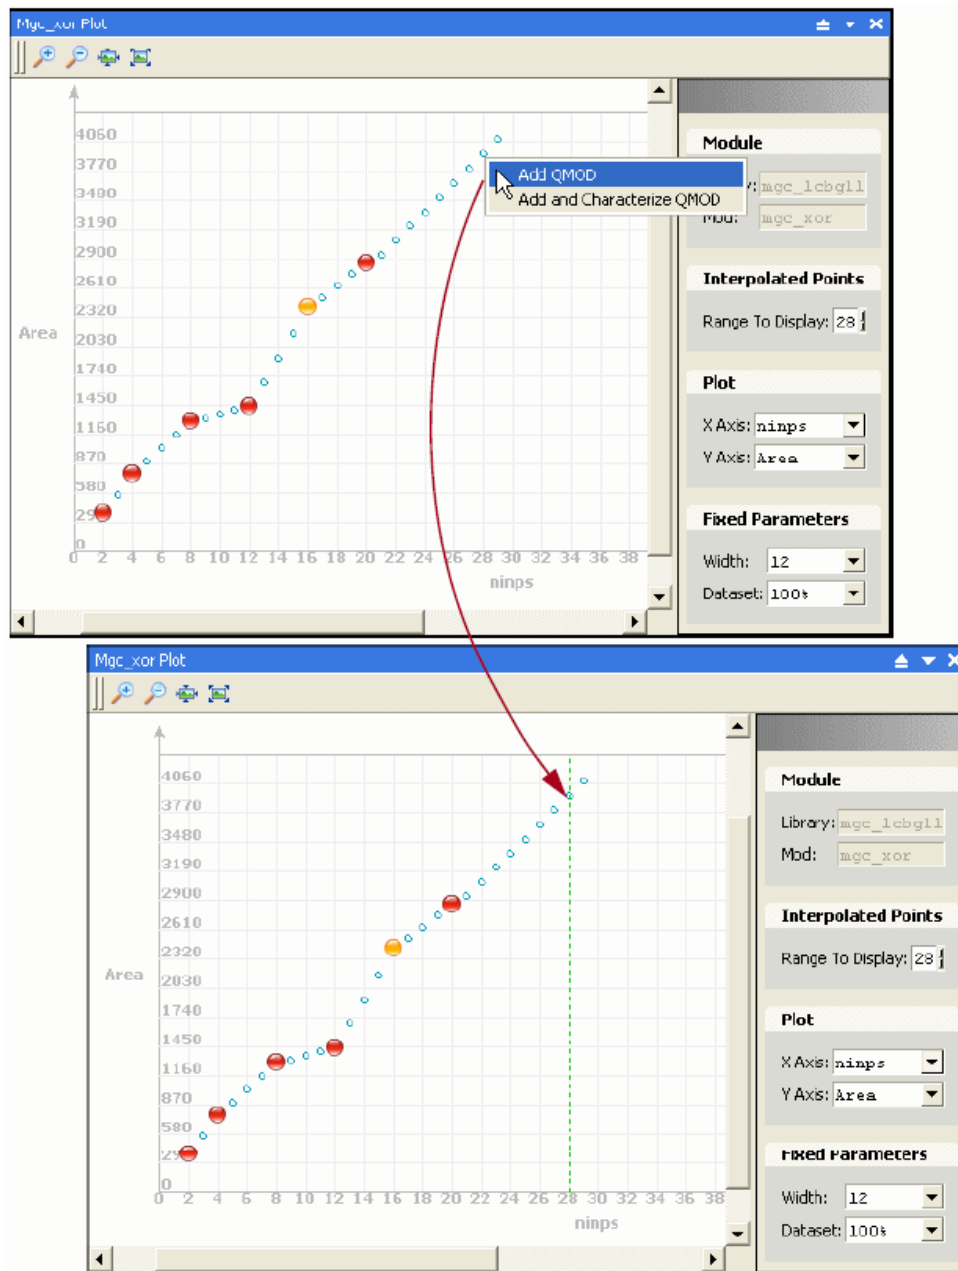 Mgc_xor Plot
4060
3770
3480
3190
2900
2610
2320
2030
1740
1450
1160
870
580
29
0
Area
0 2 4 6 8 10 12 14 16 18 20 22 24 26 28 30 32 34 36 38
ninps
Add QMOD
Add and Characterize QMOD
Module
y: mgc_lcbg11
Mod: mgc_xor
Interpolated Points
Range To Display: 28
Plot
X Axis: ninps
Y Axis: Area
Fixed Parameters
Width: 12
Dataset: 100%
Mgc_xor Plot
4060
3770
3480
3190
2900
2610
2320
2030
1740
1450
1160
870
580
29
0
Area
2 4 6 8 10 12 14 16 18 20 22 24 26 28 30 32 34 36 38
ninps
Module
Library: mgc_lcbg11
Mod: mgc_xor
Interpolated Points
Range To Display: 28
Plot
X Axis: ninps
Y Axis: Area
Fixed Parameters
Width: 12
Dataset: 100%